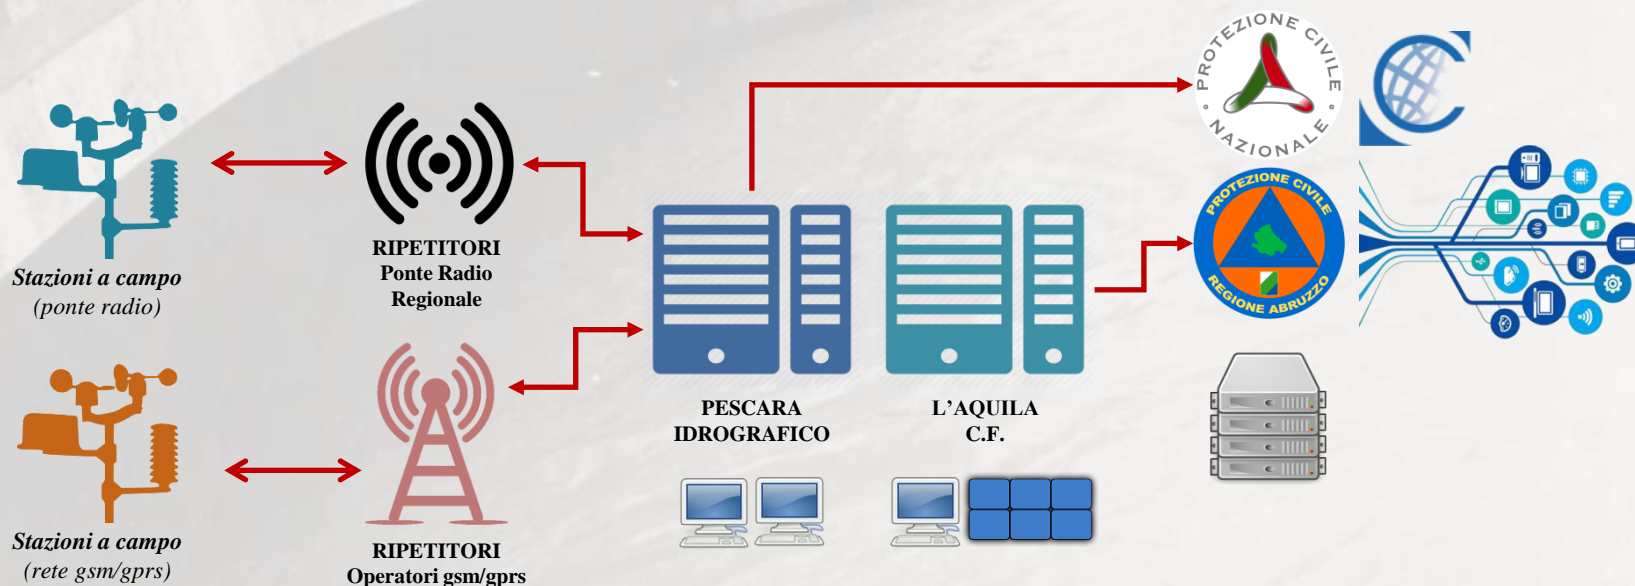 Stazioni a campo
(ponte radio)
RIPETITORI
Ponte Radio
Regionale
Stazioni a campo
(rete gsm/gprs)
RIPETITORI
Operatori gsm/gprs
PESCARA
IDROGRAFICO
L'AQUILA
C.F.
PROTEZIONE CIVILE
NAZIONALE
PROTEZIONE CIVILE
REGIONE ABRUZZO